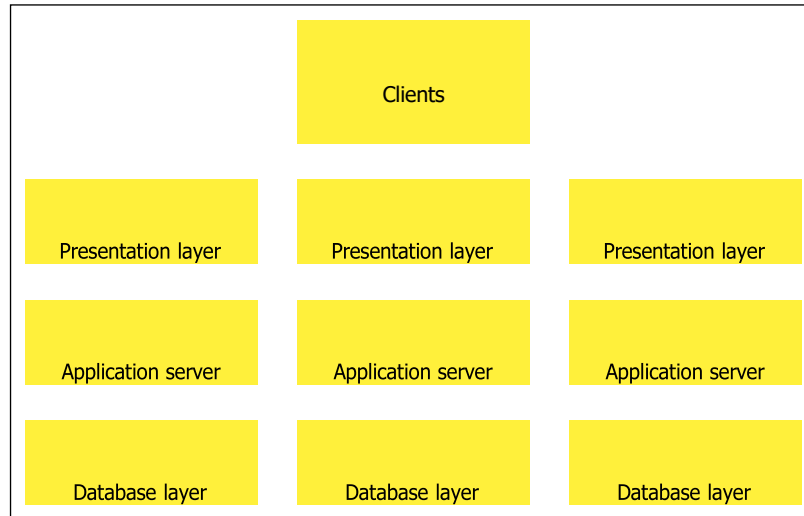 Clients
Presentation layer Presentation layer Presentation layer
Application server Application server Application server
Database layer Database layer Database layer